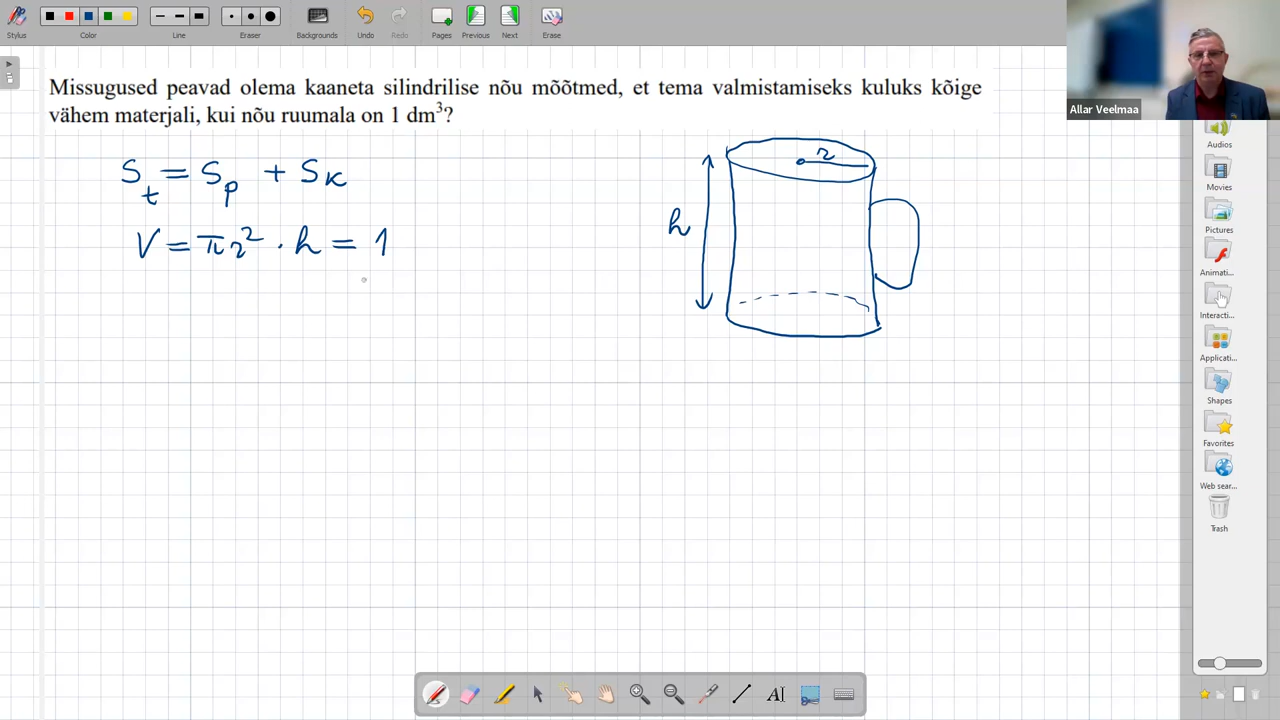 Stylus Color Line Eraser Backgrounds Undo Redo Pages Previous Next Erase
Missugused peavad olema kaaneta silindrilise nõu mõõtmed, et tema valmistamiseks kuluks kõige
vähem materjali, kui nõu ruumala on 1 dm³?
Allar Veelmaa
S_t = S_p + S_K
V = πr² · h = 1
r
h
Audios
Movies
Pictures
Animati...
Interacti...
Applicat...
Shapes
Favorites
Web sear...
Trash
A